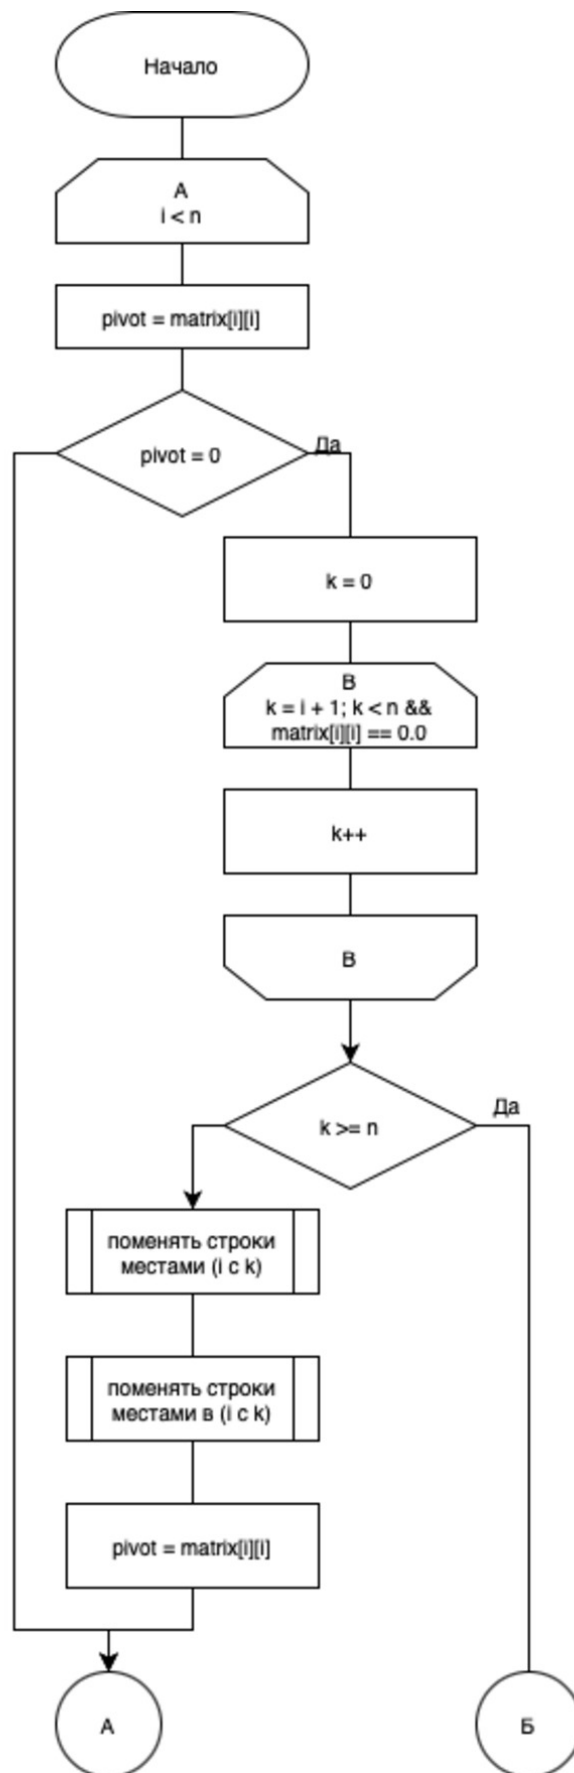 Начало
A
i < n
pivot = matrix[i][i]
pivot = 0
Да
k = 0
B
k = i + 1; k < n &&
matrix[i][i] == 0.0
k++
B
k >= n
Да
поменять строки
местами (i с k)
поменять строки
местами в (i с k)
pivot = matrix[i][i]
А
Б